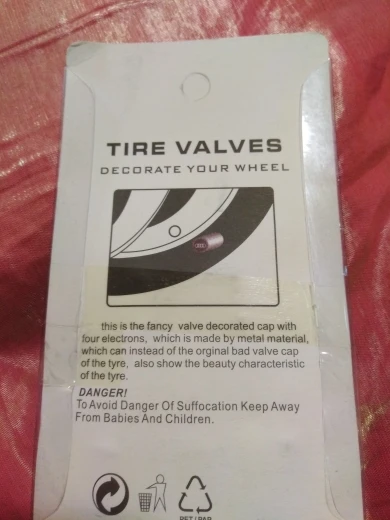 TIRE VALVES
DECORATE YOUR WHEEL
this is the fancy valve decorated cap with
four electrons, which is made by metal material,
which can instead of the orginal bad valve cap
of the tyre, also show the beauty characteristic
of the tyre.
DANGER!
To Avoid Danger Of Suffocation Keep Away
From Babies And Children.
PET/PAP